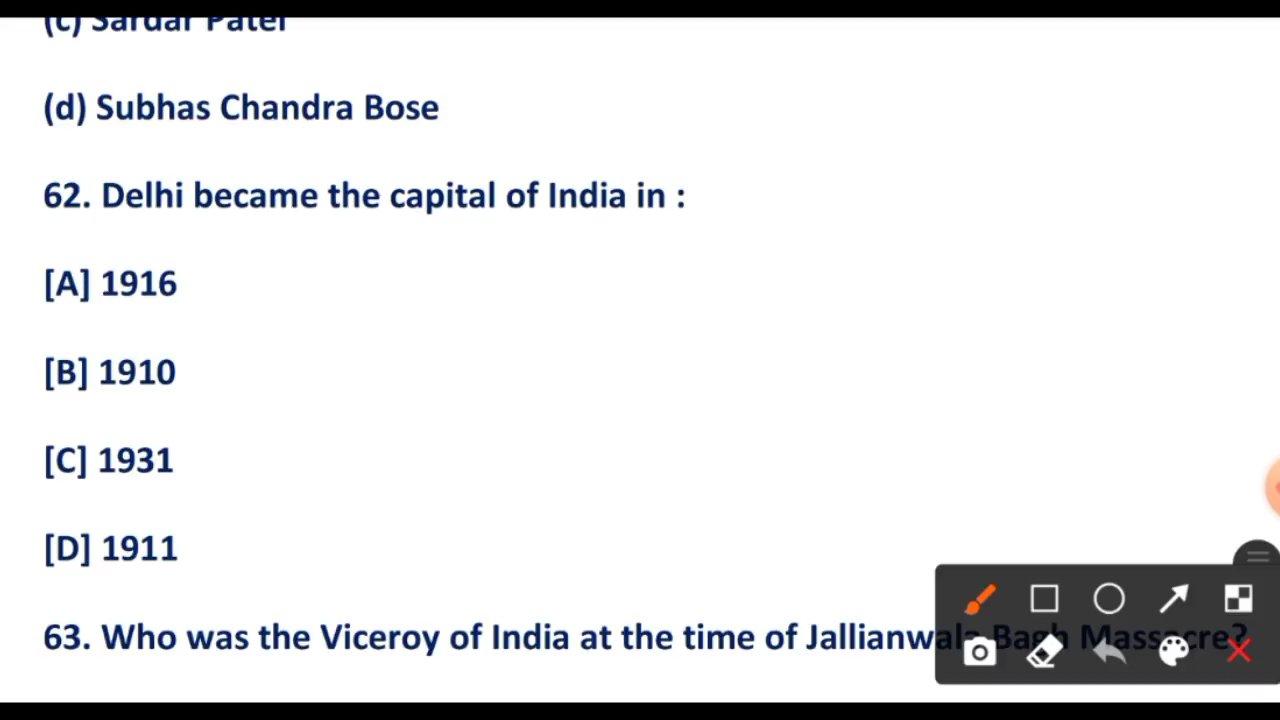 (c) Sardar Patel
(d) Subhas Chandra Bose
62. Delhi became the capital of India in :
[A] 1916
[B] 1910
[C] 1931
[D] 1911
63. Who was the Viceroy of India at the time of Jallianwala Bagh Massacre?